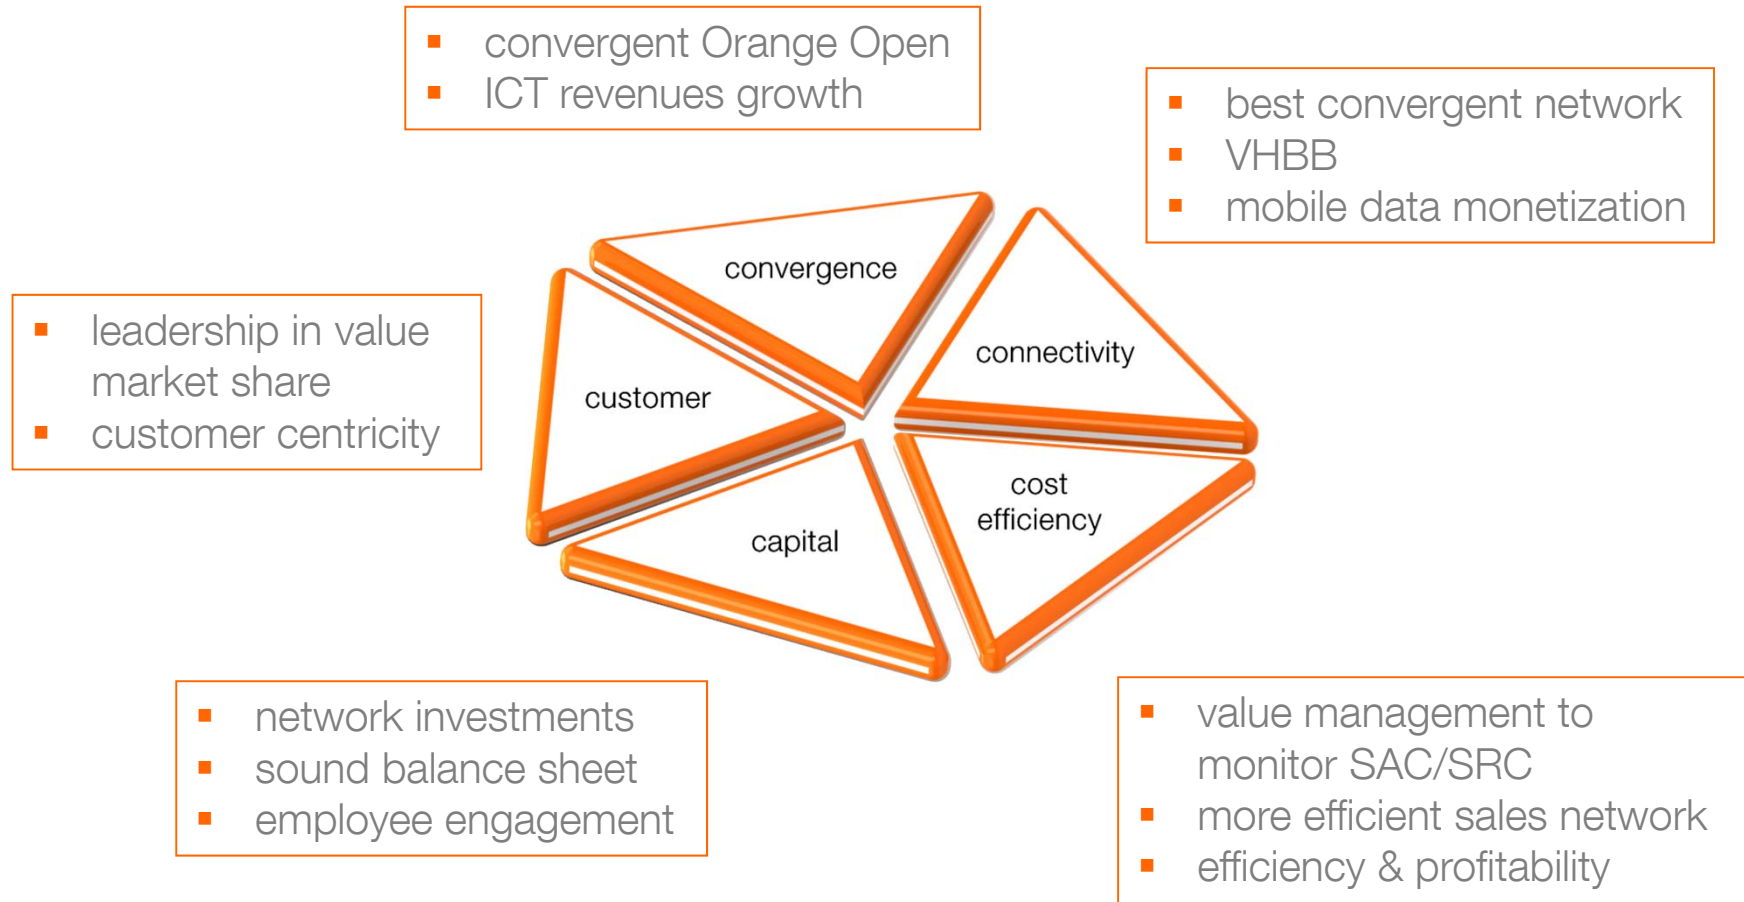 convergent Orange Open
ICT revenues growth
best convergent network
VHBB
mobile data monetization
convergence
connectivity
leadership in value
market share
customer centricity
customer
cost
efficiency
capital
network investments
sound balance sheet
employee engagement
value management to
monitor SAC/SRC
more efficient sales network
efficiency & profitability